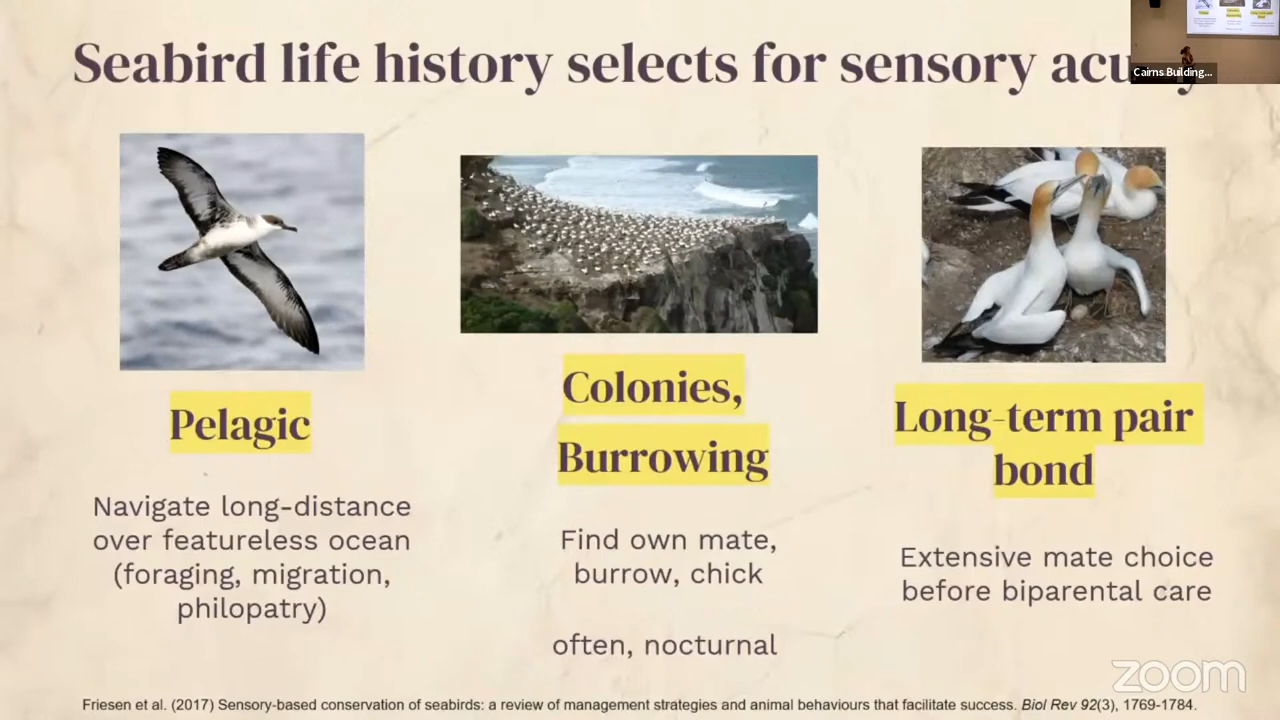 Seabird life history selects for sensory
Cairns Building...
Pelagic
Navigate long-distance
over featureless ocean
(foraging, migration,
philopatry)
Colonies,
Burrowing
Find own mate,
burrow, chick
often, nocturnal
Long-term pair
bond
Extensive mate choice
before biparental care
zoom
Friesen et al. (2017) Sensory-based conservation of seabirds: a review of management strategies and animal behaviours that facilitate success. Biol Rev 92(3), 1769-1784.